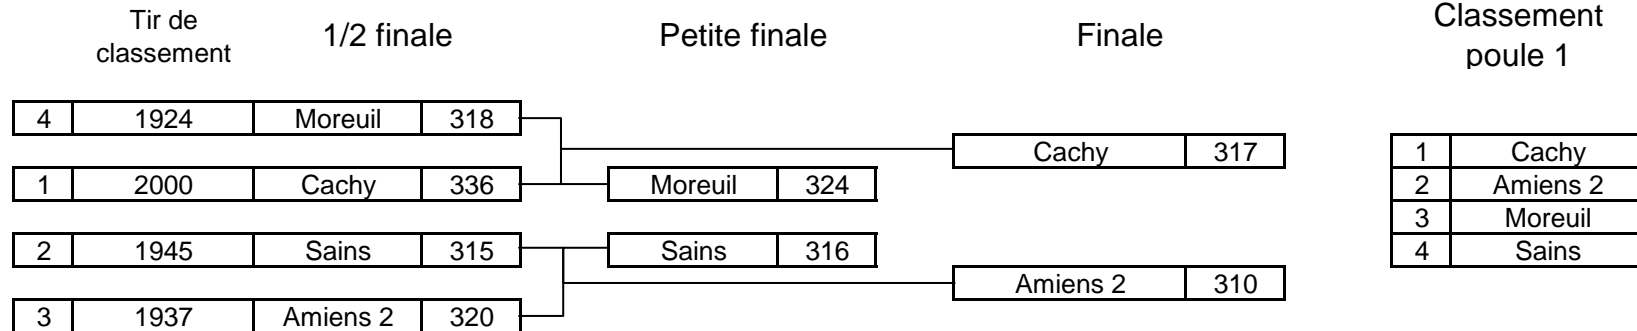 Tir de
classement
1/2 finale
Petite finale
Finale
Classement
poule 1
4 1924 Moreuil 318
Cachy 317
1 Cachy
1 2000 Cachy 336
Moreuil 324
2 Amiens 2
3 Moreuil
2 1945 Sains 315
Sains 316
4 Sains
Amiens 2 310
3 1937 Amiens 2 320